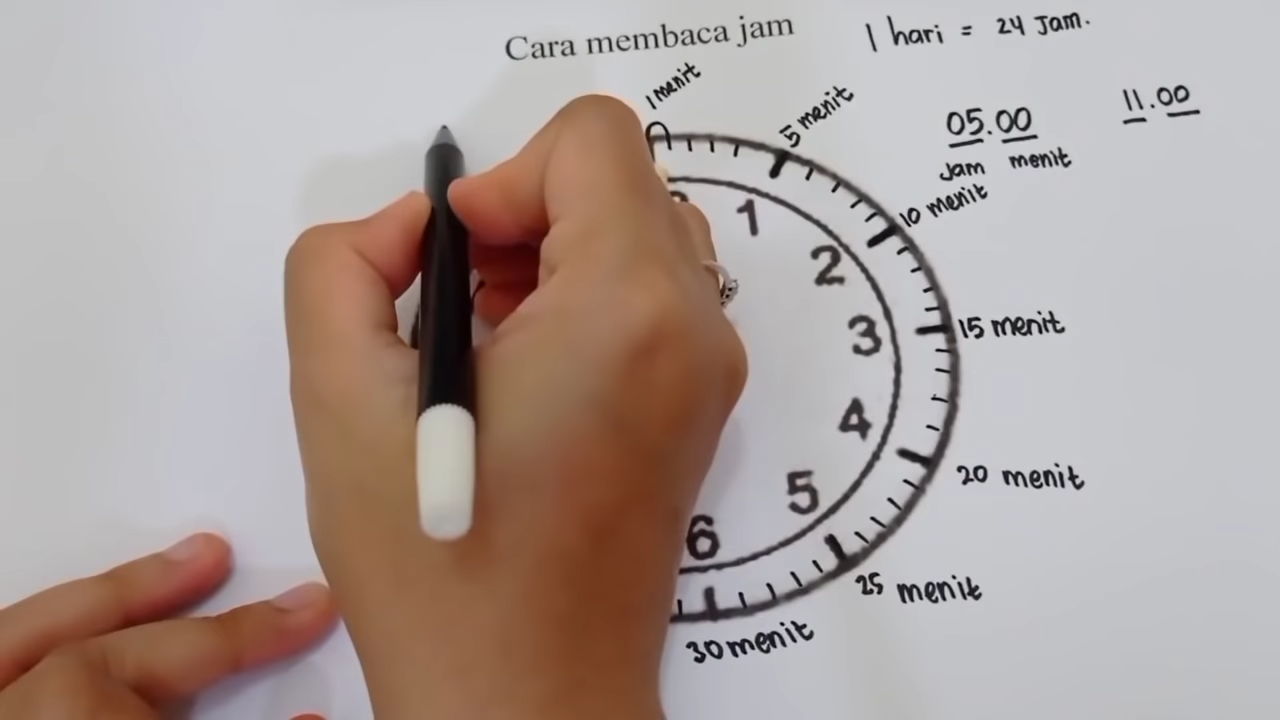 Cara membaca jam
1 hari = 24 Jam.
1 menit
5 menit
05.00
11.00
Jam menit
10 menit
1
2
15 menit
3
4
20 menit
5
6
25 menit
30 menit